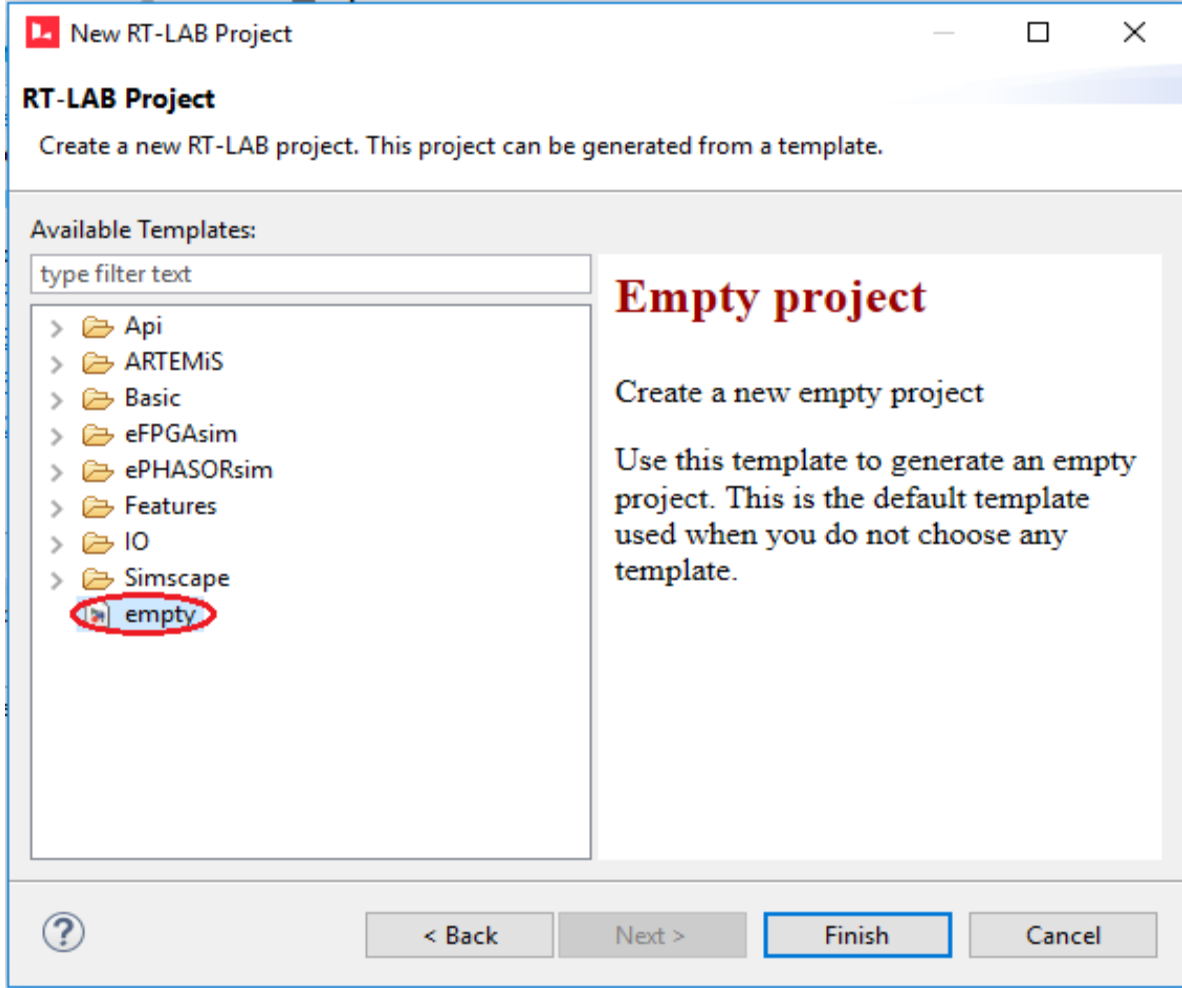 New RT-LAB Project
RT-LAB Project
Create a new RT-LAB project. This project can be generated from a template.
Available Templates:
type filter text
Api
ARTEMiS
Basic
eFPGAsim
ePHASORsim
Features
IO
Simscape
empty
Empty project
Create a new empty project
Use this template to generate an empty
project. This is the default template
used when you do not choose any
template.
< Back
Next >
Finish
Cancel